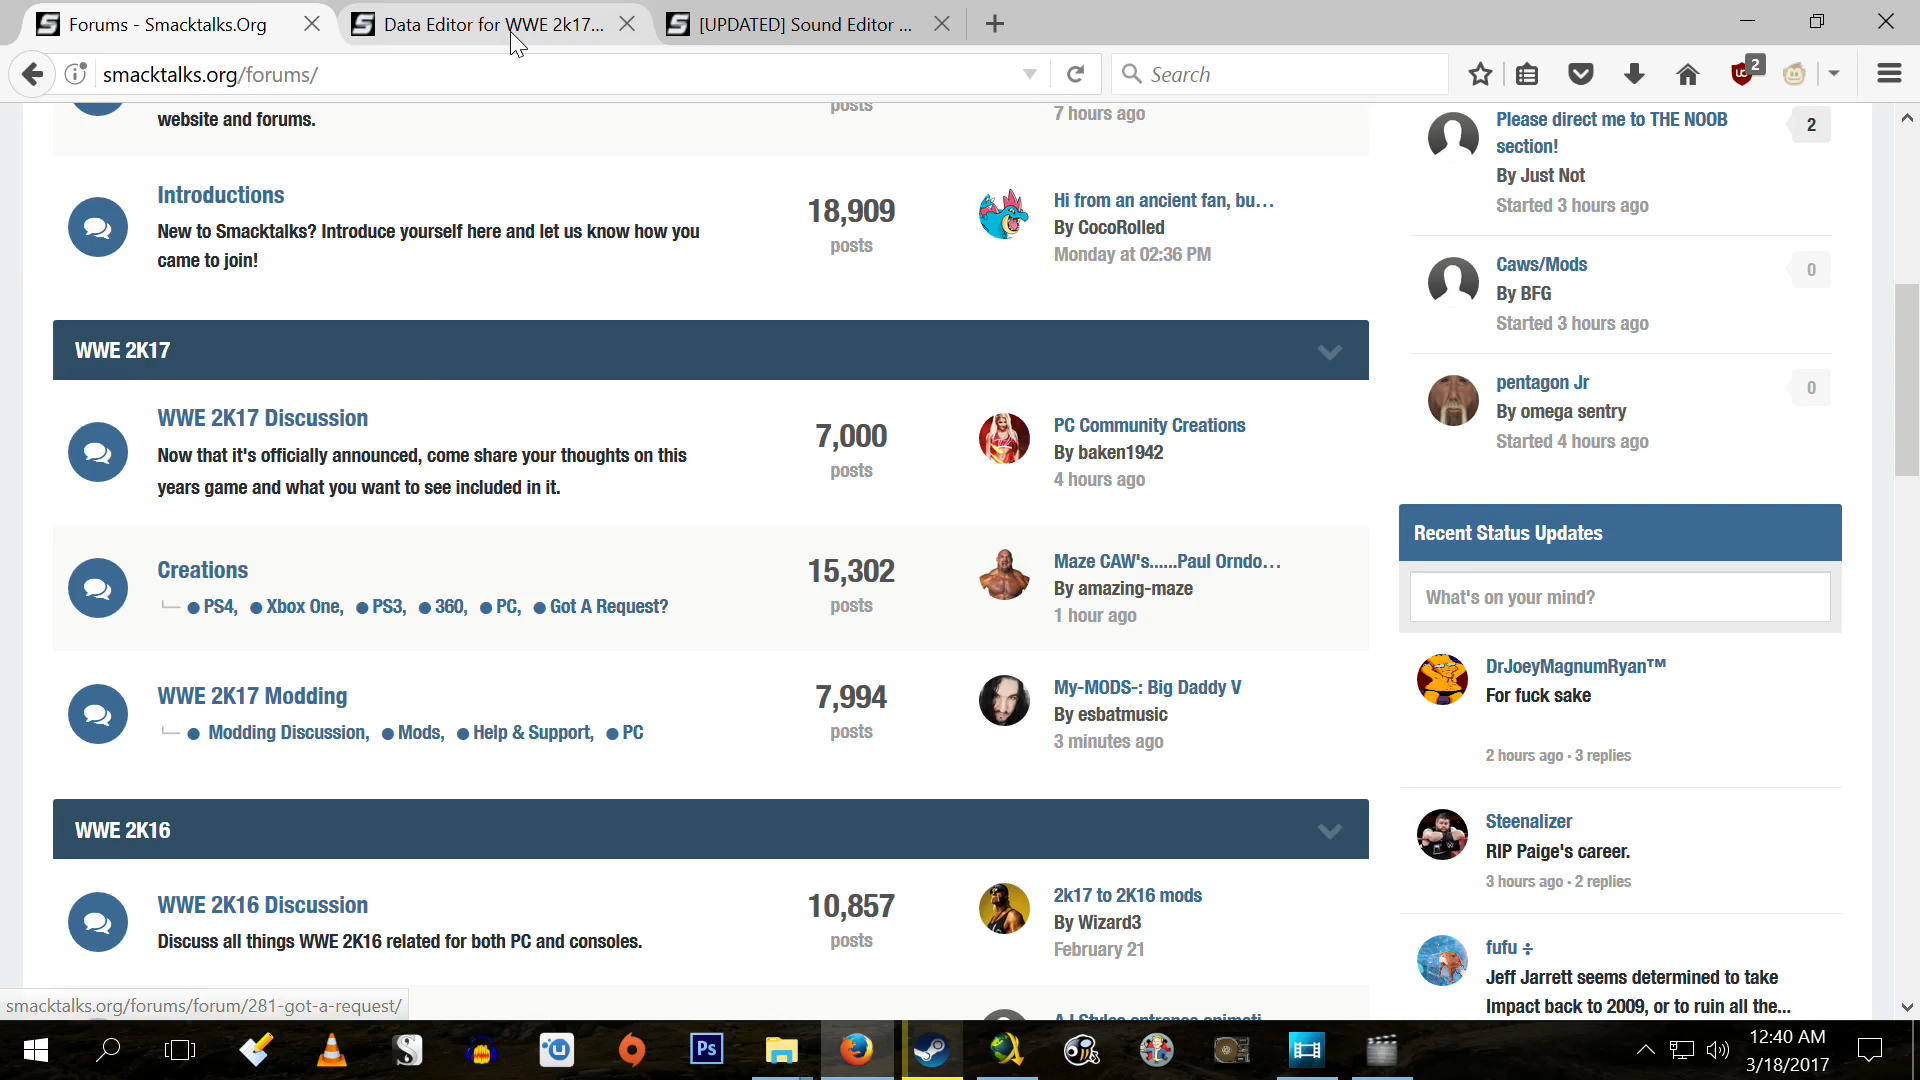 Forums - Smacktalks.Org
Data Editor for WWE 2k17...
[UPDATED] Sound Editor ...
smacktalks.org/forums/
Search
2
website and forums.
posts
7 hours ago
Introductions
New to Smacktalks? Introduce yourself here and let us know how you
came to join!
18,909
posts
Hi from an ancient fan, bu...
By CocoRolled
Monday at 02:36 PM
WWE 2K17
WWE 2K17 Discussion
Now that it's officially announced, come share your thoughts on this
years game and what you want to see included in it.
7,000
posts
PC Community Creations
By baken1942
4 hours ago
Creations
PS4, Xbox One, PS3, 360, PC, Got A Request?
15,302
posts
Maze CAW's......Paul Orndo...
By amazing-maze
1 hour ago
WWE 2K17 Modding
Modding Discussion, Mods, Help & Support, PC
7,994
posts
My-MODS-: Big Daddy V
By esbatmusic
3 minutes ago
WWE 2K16
WWE 2K16 Discussion
Discuss all things WWE 2K16 related for both PC and consoles.
10,857
posts
2k17 to 2K16 mods
By Wizard3
February 21
Please direct me to THE NOOB
section!
By Just Not
Started 3 hours ago
2
Caws/Mods
By BFG
Started 3 hours ago
0
pentagon Jr
By omega sentry
Started 4 hours ago
0
Recent Status Updates
What's on your mind?
DrJoeyMagnumRyan™
For fuck sake
2 hours ago · 3 replies
Steenalizer
RIP Paige's career.
3 hours ago · 2 replies
fufu ÷
Jeff Jarrett seems determined to take
Impact back to 2009, or to ruin all the...
smacktalks.org/forums/forum/281-got-a-request/
Ps
12:40 AM
3/18/2017